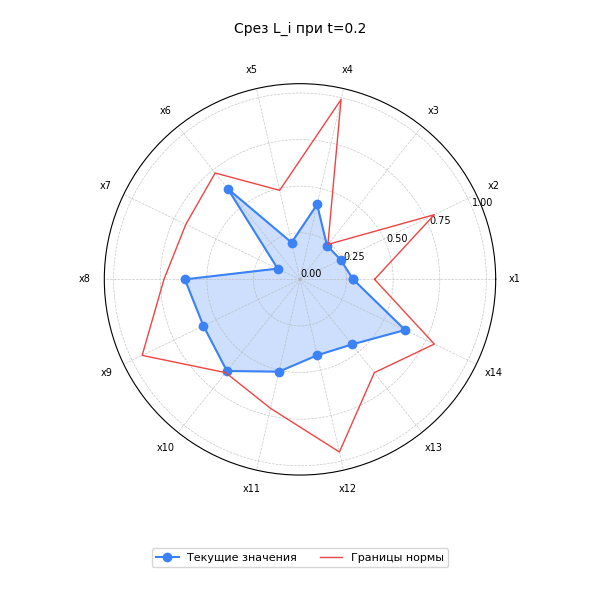 Срез L_i при t=0.2
x5
x4
x6
x3
x7
x2
1.00
0.75
0.50
0.25
0.00
x8
x1
x9
x14
x10
x13
x11
x12
Текущие значения
Границы нормы